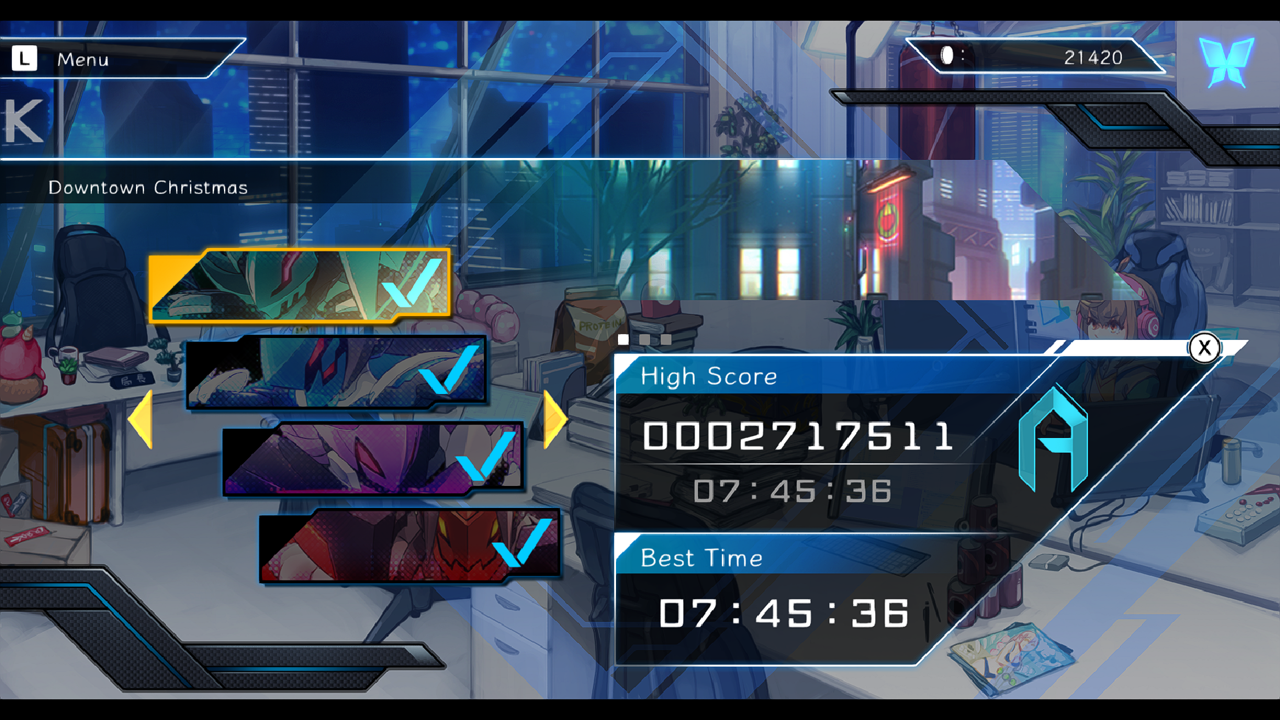 L Menu
: 21420
K
Downtown Christmas
PROTEIN
X
High Score
0002717511
A
07:45:36
Best Time
07:45:36